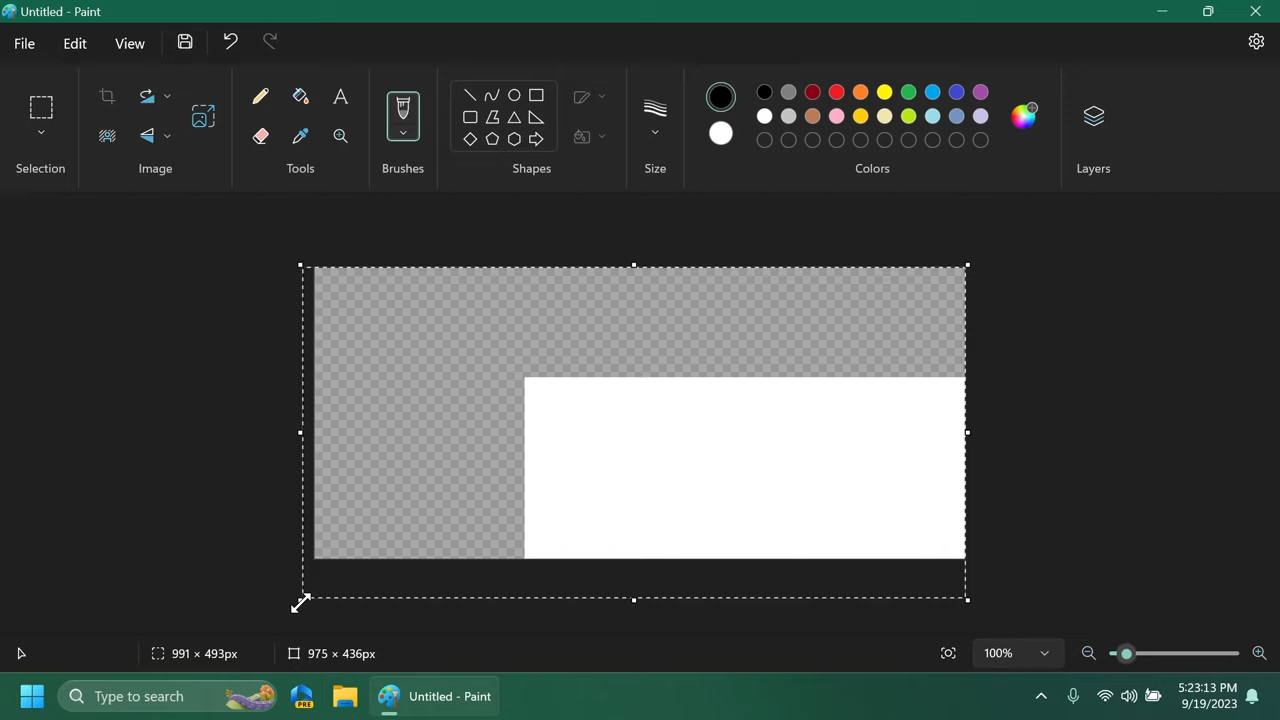 Untitled - Paint
File
Edit
View
Selection
Image
Tools
Brushes
Shapes
Size
Colors
Layers
A
991 × 493px
975 × 436px
100%
Type to search
PRE
Untitled - Paint
5:23:13 PM
9/19/2023